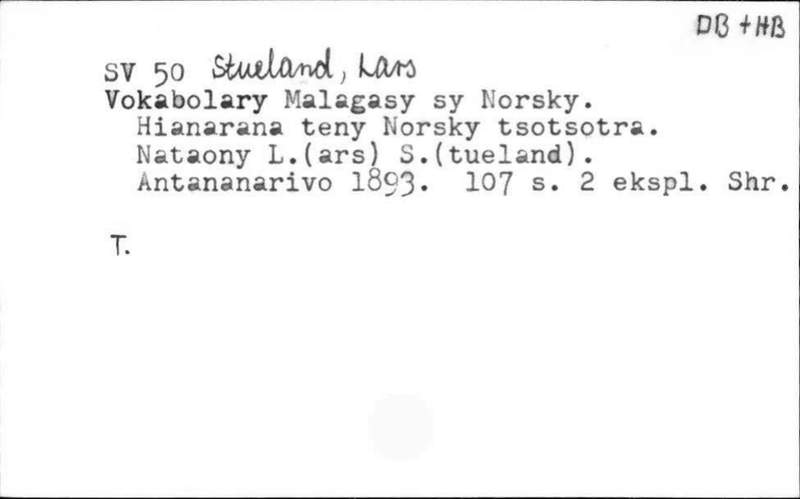 DB + HB
SV 50 Stueland, Lars
Vokabolary Malagasy sy Norsky.
Hianarana teny Norsky tsotsotra.
Nataony L.(ars) S.(tueland).
Antananarivo 1893. 107 s. 2 ekspl. Shr.
T.